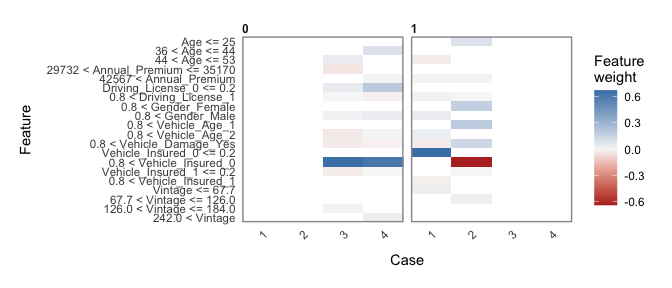 0
1
Age <= 25
36 < Age <= 44
44 < Age <= 53
29732 < Annual_Premium <= 35170
42567 < Annual_Premium
Driving_License_0 <= 0.2
0.8 < Driving_License_1
0.8 < Gender_Female
0.8 < Gender_Male
0.8 < Vehicle_Age_1
0.8 < Vehicle_Age_2
0.8 < Vehicle_Damage_Yes
Vehicle_Insured_0 <= 0.2
0.8 < Vehicle_Insured_0
Vehicle_Insured_1 <= 0.2
0.8 < Vehicle_Insured_1
Vintage <= 67.7
67.7 < Vintage <= 126.0
126.0 < Vintage <= 184.0
242.0 < Vintage
Feature
1 2 3 4
1 2 3 4
Case
Feature
weight
0.6
0.3
0.0
-0.3
-0.6